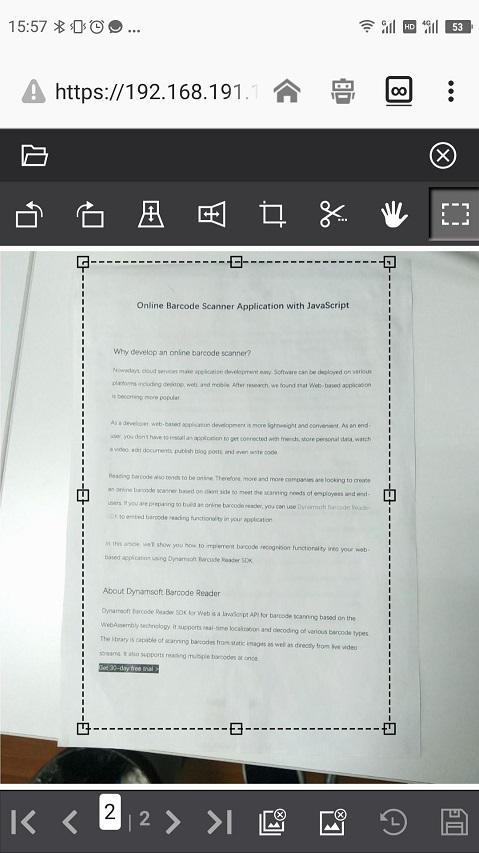 15:57 ... G HD 4G 53
https://192.168.191.1
Online Barcode Scanner Application with JavaScript
Why develop an online barcode scanner?
Nowadays, cloud services make application development easy. Software can be deployed on various
platforms including desktop, web, and mobile. After research, we found that Web-based application
is becoming more popular.
As a developer, web-based application development is more lightweight and convenient. As an end-
user, you don't have to install an application to get connected with friends, store personal data, watch
a video, edit documents, publish blog posts, and even write code.
Reading barcode also tends to be online. Therefore, more and more companies are looking to create
an online barcode scanner based on client side to meet the scanning needs of employees and end-
users. If you are preparing to build an online barcode reader, you can use Dynamsoft Barcode Reader
SDK to embed barcode reading functionality in your application.
In this article, we'll show you how to implement barcode recognition functionality into your web-
based application using Dynamsoft Barcode Reader SDK.
About Dynamsoft Barcode Reader
Dynamsoft Barcode Reader SDK for Web is a JavaScript API for barcode scanning based on the
WebAssembly technology. It supports real-time localization and decoding of various barcode types.
The library is capable of scanning barcodes from static images as well as directly from live video
streams. It also supports reading multiple barcodes at once.
Get 30-day free trial >
2 | 2